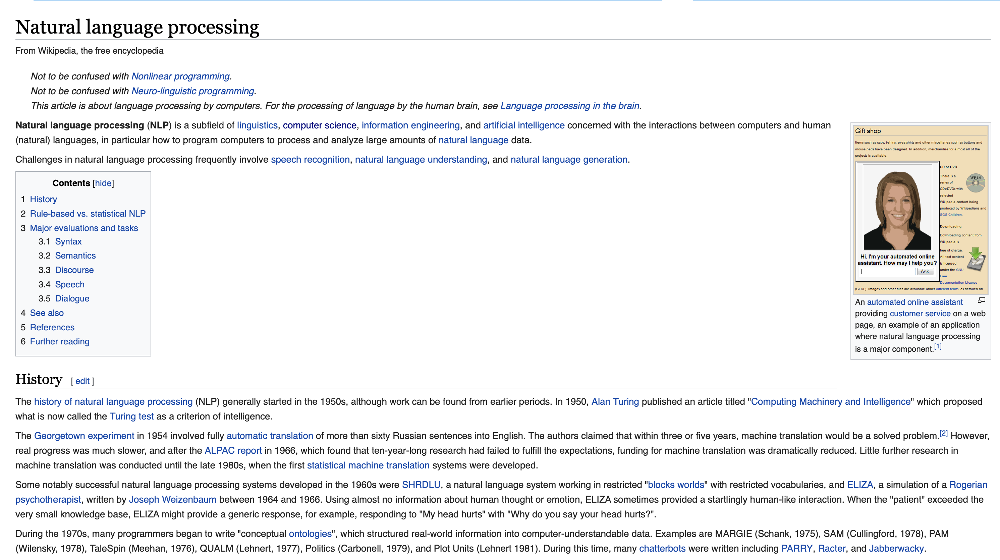 Natural language processing
From Wikipedia, the free encyclopedia
Not to be confused with Nonlinear programming.
Not to be confused with Neuro-linguistic programming.
This article is about language processing by computers. For the processing of language by the human brain, see Language processing in the brain.
Natural language processing (NLP) is a subfield of linguistics, computer science, information engineering, and artificial intelligence concerned with the interactions between computers and human
(natural) languages, in particular how to program computers to process and analyze large amounts of natural language data.
Challenges in natural language processing frequently involve speech recognition, natural language understanding, and natural language generation.
Contents [hide]
1 History
2 Rule-based vs. statistical NLP
3 Major evaluations and tasks
3.1 Syntax
3.2 Semantics
3.3 Discourse
3.4 Speech
3.5 Dialogue
4 See also
5 References
6 Further reading
Gift shop
Items such as caps, t-shirts, sweatshirts and other miscellanea such as buttons and
mouse pads have been designed. In addition, merchandise for almost all of the
projects is available.
CD or DVD
There is a
series of
CDs/DVDs with
selected
Wikipedia content being
produced by Wikipedians and
SOS Children.
WP 1.0
Downloading
Downloading content from
Wikipedia is
free of charge.
All text content
is licensed
under the GNU
Free
Documentation License
(GFDL). Images and other files are available under different terms, as detailed on
Hi. I'm your automated online
assistant. How may I help you?
Ask
An automated online assistant
providing customer service on a web
page, an example of an application
where natural language processing
is a major component.[1]
History [ edit ]
The history of natural language processing (NLP) generally started in the 1950s, although work can be found from earlier periods. In 1950, Alan Turing published an article titled "Computing Machinery and Intelligence" which proposed
what is now called the Turing test as a criterion of intelligence.
The Georgetown experiment in 1954 involved fully automatic translation of more than sixty Russian sentences into English. The authors claimed that within three or five years, machine translation would be a solved problem.[2] However,
real progress was much slower, and after the ALPAC report in 1966, which found that ten-year-long research had failed to fulfill the expectations, funding for machine translation was dramatically reduced. Little further research in
machine translation was conducted until the late 1980s, when the first statistical machine translation systems were developed.
Some notably successful natural language processing systems developed in the 1960s were SHRDLU, a natural language system working in restricted "blocks worlds" with restricted vocabularies, and ELIZA, a simulation of a Rogerian
psychotherapist, written by Joseph Weizenbaum between 1964 and 1966. Using almost no information about human thought or emotion, ELIZA sometimes provided a startlingly human-like interaction. When the "patient" exceeded the
very small knowledge base, ELIZA might provide a generic response, for example, responding to "My head hurts" with "Why do you say your head hurts?".
During the 1970s, many programmers began to write "conceptual ontologies", which structured real-world information into computer-understandable data. Examples are MARGIE (Schank, 1975), SAM (Cullingford, 1978), PAM
(Wilensky, 1978), TaleSpin (Meehan, 1976), QUALM (Lehnert, 1977), Politics (Carbonell, 1979), and Plot Units (Lehnert 1981). During this time, many chatterbots were written including PARRY, Racter, and Jabberwacky.